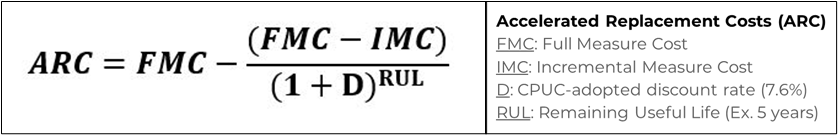 ARC = FMC − (FMC − IMC) / (1 + D)^RUL
Accelerated Replacement Costs (ARC)
FMC: Full Measure Cost
IMC: Incremental Measure Cost
D: CPUC-adopted discount rate (7.6%)
RUL: Remaining Useful Life (Ex. 5 years)